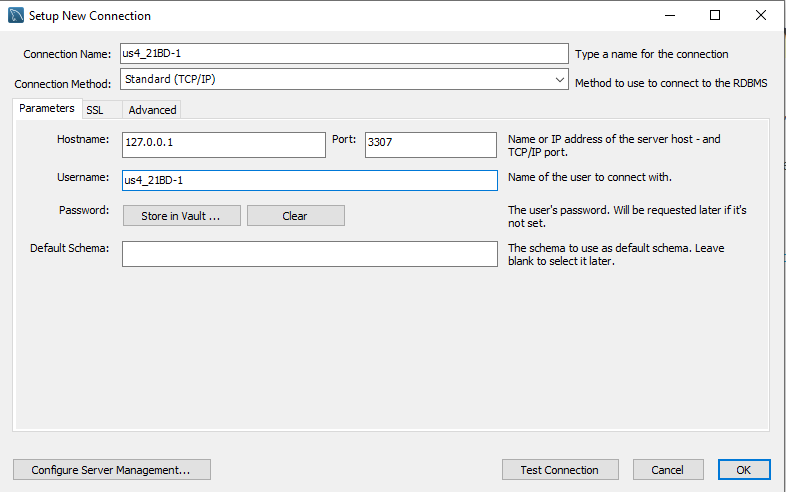 Setup New Connection
Connection Name: us4_21BD-1 Type a name for the connection
Connection Method: Standard (TCP/IP) Method to use to connect to the RDBMS
Parameters SSL Advanced
Hostname: 127.0.0.1 Port: 3307 Name or IP address of the server host - and
TCP/IP port.
Username: us4_21BD-1 Name of the user to connect with.
Password: Store in Vault ... Clear The user's password. Will be requested later if it's
not set.
Default Schema: The schema to use as default schema. Leave
blank to select it later.
Configure Server Management... Test Connection Cancel OK